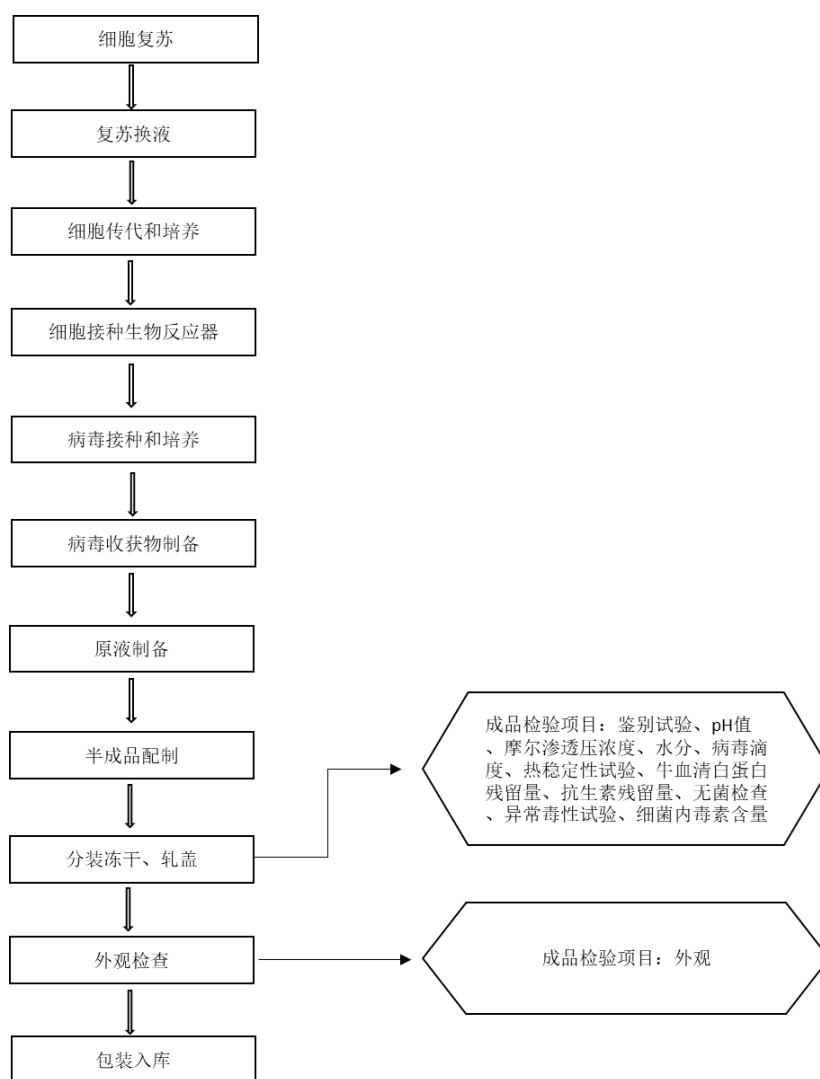 细胞复苏
复苏换液
细胞传代和培养
细胞接种生物反应器
病毒接种和培养
病毒收获物制备
原液制备
半成品配制
分装冻干、轧盖
成品检验项目：鉴别试验、pH值
、摩尔渗透压浓度、水分、病毒滴
度、热稳定性试验、牛血清白蛋白
残留量、抗生素残留量、无菌检查
、异常毒性试验、细菌内毒素含量
外观检查
成品检验项目：外观
包装入库